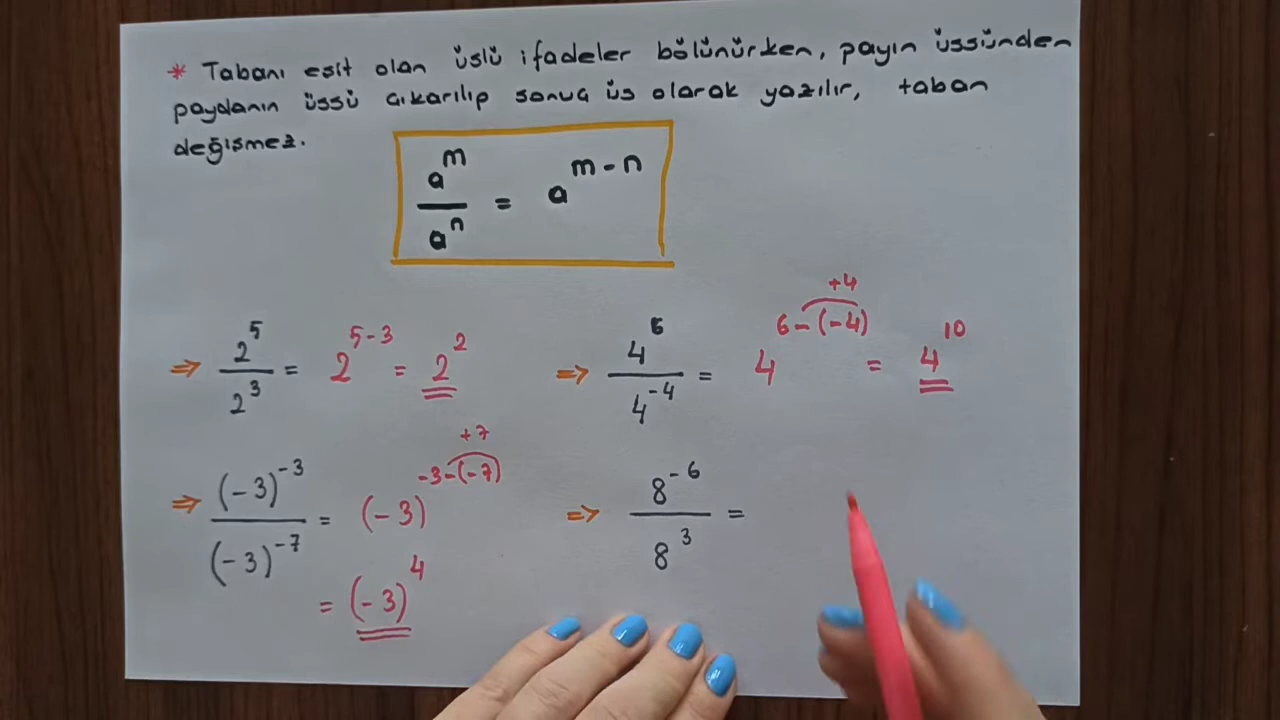 * Tabanı eşit olan üslü ifadeler bölünürken, payın üssünden
paydanın üssü çıkarılıp sonuca üs olarak yazılır, taban
değişmez.
a^m / a^n = a^(m-n)
⇒ 2^5 / 2^3 = 2^(5-3) = 2^2
⇒ 4^6 / 4^-4 = 4^(6-(-4)) = 4^10
+4
⇒ (-3)^-3 / (-3)^-7 = (-3)^(-3-(-7))
+7
= (-3)^4
⇒ 8^-6 / 8^3 =